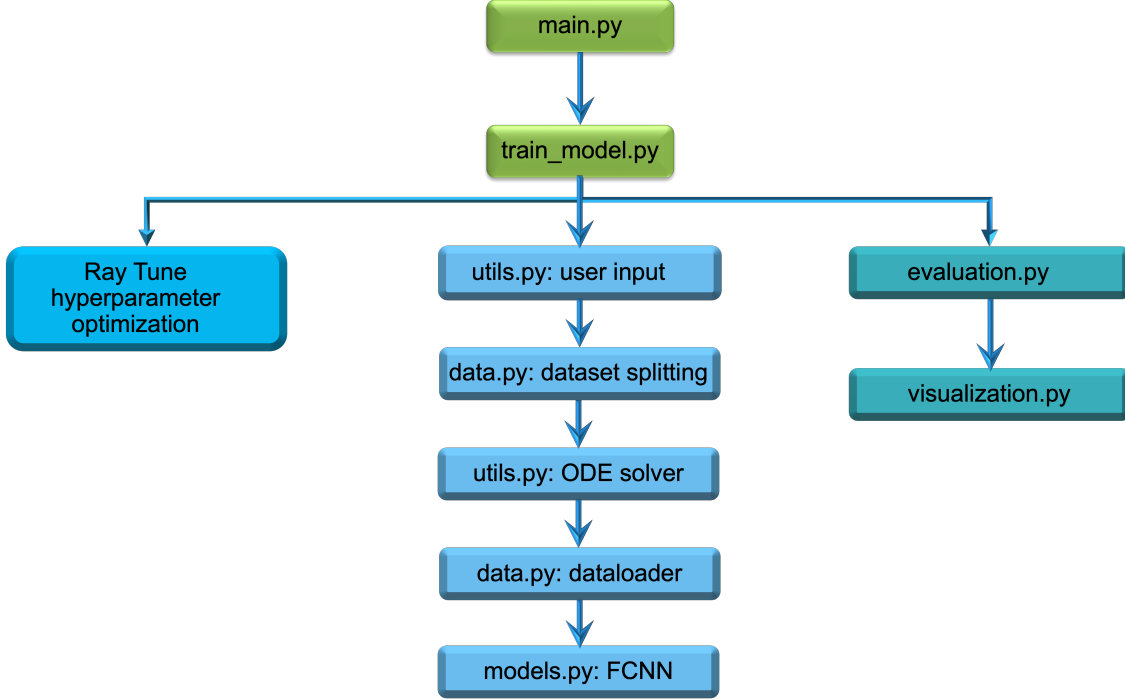 main.py
train_model.py
Ray Tune
hyperparameter
optimization
utils.py: user input
data.py: dataset splitting
utils.py: ODE solver
data.py: dataloader
models.py: FCNN
evaluation.py
visualization.py